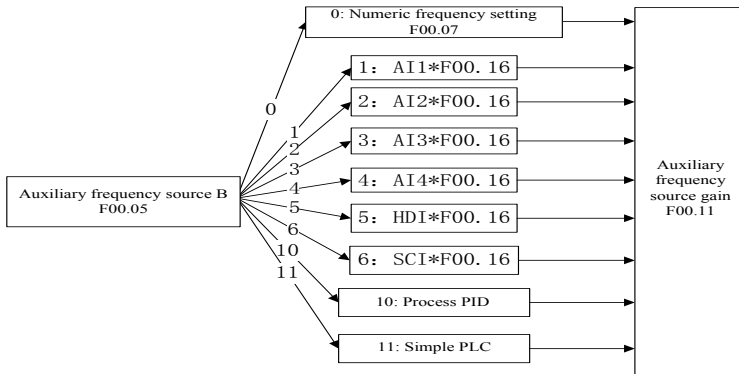 0: Numeric frequency setting
F00.07
1: AI1*F00.16
2: AI2*F00.16
3: AI3*F00.16
4: AI4*F00.16
5: HDI*F00.16
6: SCI*F00.16
10: Process PID
11: Simple PLC
0
1
2
3
4
5
6
10
11
Auxiliary frequency source B
F00.05
Auxiliary
frequency
source gain
F00.11